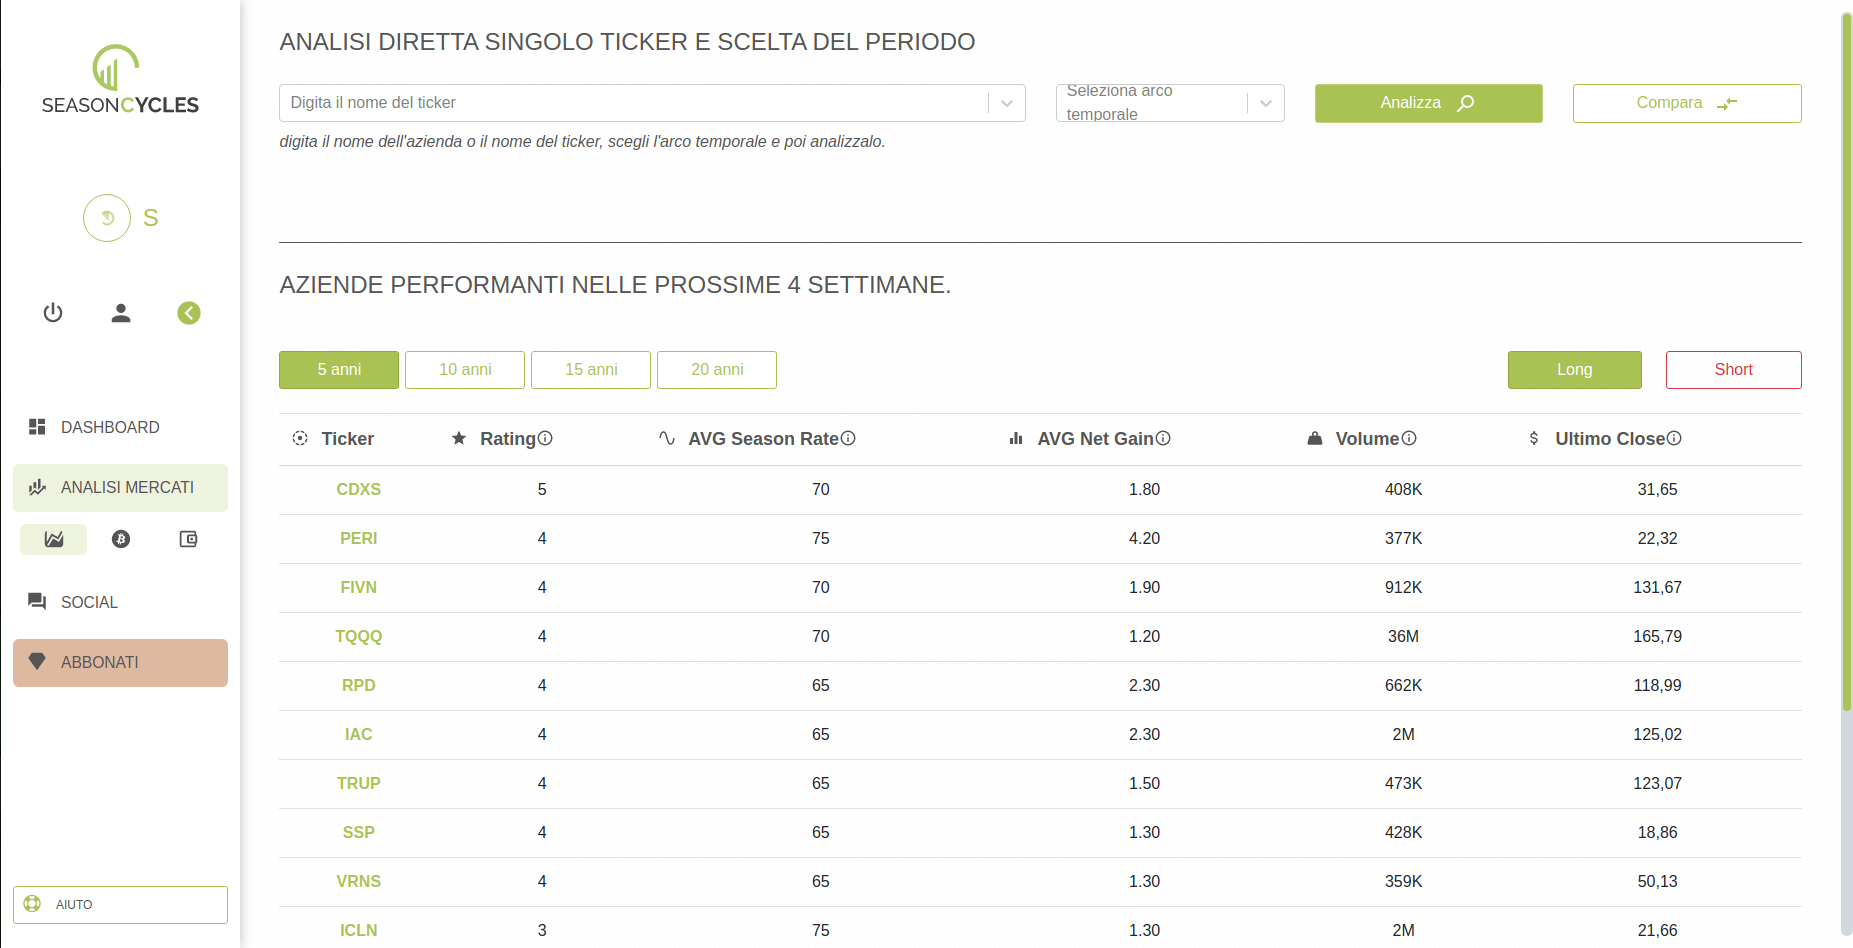 SEASONCYCLES
S
DASHBOARD
ANALISI MERCATI
SOCIAL
ABBONATI
AIUTO
ANALISI DIRETTA SINGOLO TICKER E SCELTA DEL PERIODO
Digita il nome del ticker
Seleziona arco
temporale
Analizza
Compara
digita il nome dell'azienda o il nome del ticker, scegli l'arco temporale e poi analizzalo.
AZIENDE PERFORMANTI NELLE PROSSIME 4 SETTIMANE.
5 anni 10 anni 15 anni 20 anni Long Short
Ticker Rating AVG Season Rate AVG Net Gain Volume Ultimo Close
CDXS 5 70 1.80 408K 31,65
PERI 4 75 4.20 377K 22,32
FIVN 4 70 1.90 912K 131,67
TQQQ 4 70 1.20 36M 165,79
RPD 4 65 2.30 662K 118,99
IAC 4 65 2.30 2M 125,02
TRUP 4 65 1.50 473K 123,07
SSP 4 65 1.30 428K 18,86
VRNS 4 65 1.30 359K 50,13
ICLN 3 75 1.30 2M 21,66